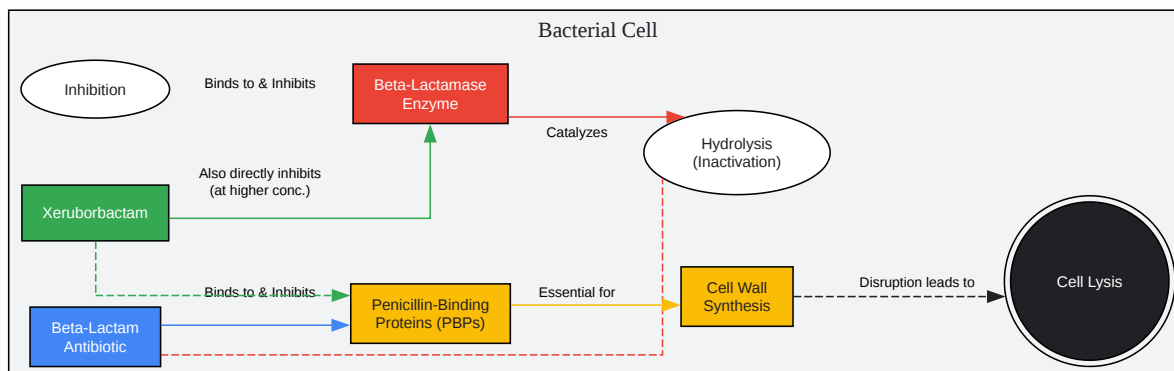 Bacterial Cell
Inhibition
Binds to & Inhibits
Beta-Lactamase
Enzyme
Catalyzes
Hydrolysis
(Inactivation)
Also directly inhibits
(at higher conc.)
Xeruborbactam
Binds to & Inhibits
Penicillin-Binding
Proteins (PBPs)
Essential for
Cell Wall
Synthesis
Disruption leads to
Cell Lysis
Beta-Lactam
Antibiotic